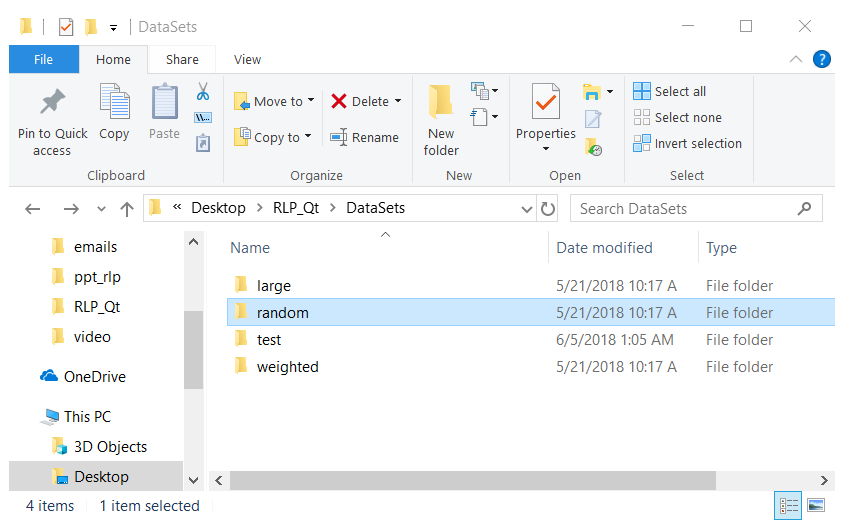 DataSets
File Home Share View
Pin to Quick access
Copy
Paste
W...
Clipboard
Move to
Copy to
Delete
Rename
Organize
New folder
New
Properties
Open
Select all
Select none
Invert selection
Select
« Desktop > RLP_Qt > DataSets
Search DataSets
emails
ppt_rlp
RLP_Qt
video
OneDrive
This PC
3D Objects
Desktop
Name Date modified Type
large 5/21/2018 10:17 A File folder
random 5/21/2018 10:17 A File folder
test 6/5/2018 1:05 AM File folder
weighted 5/21/2018 10:17 A File folder
4 items 1 item selected